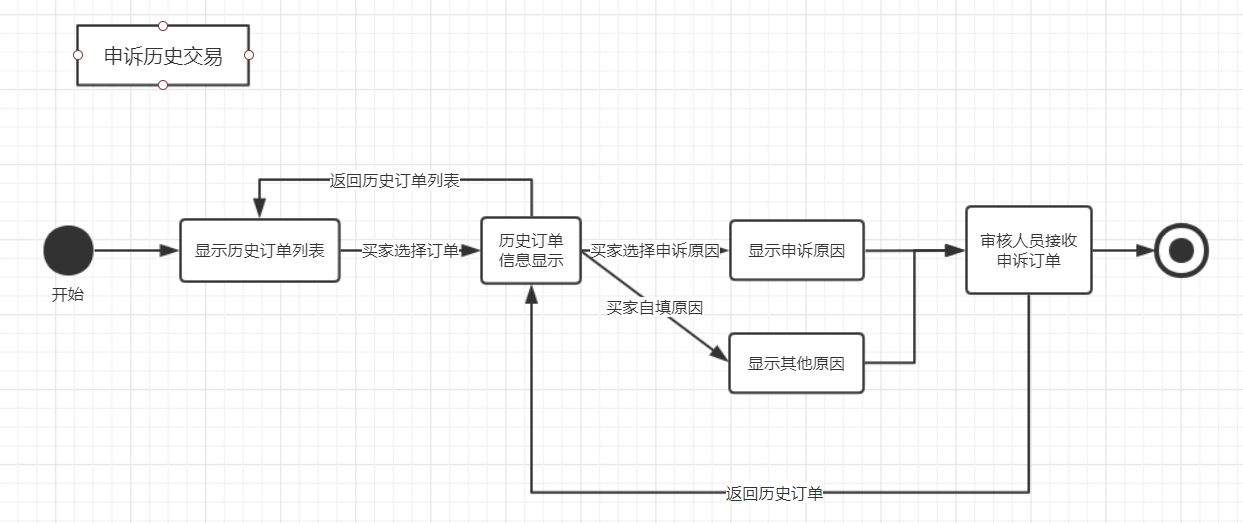 申诉历史交易
返回历史订单列表
显示历史订单列表
买家选择订单
历史订单
信息显示
买家选择申诉原因
显示申诉原因
审核人员接收
申诉订单
开始
买家自填原因
显示其他原因
返回历史订单